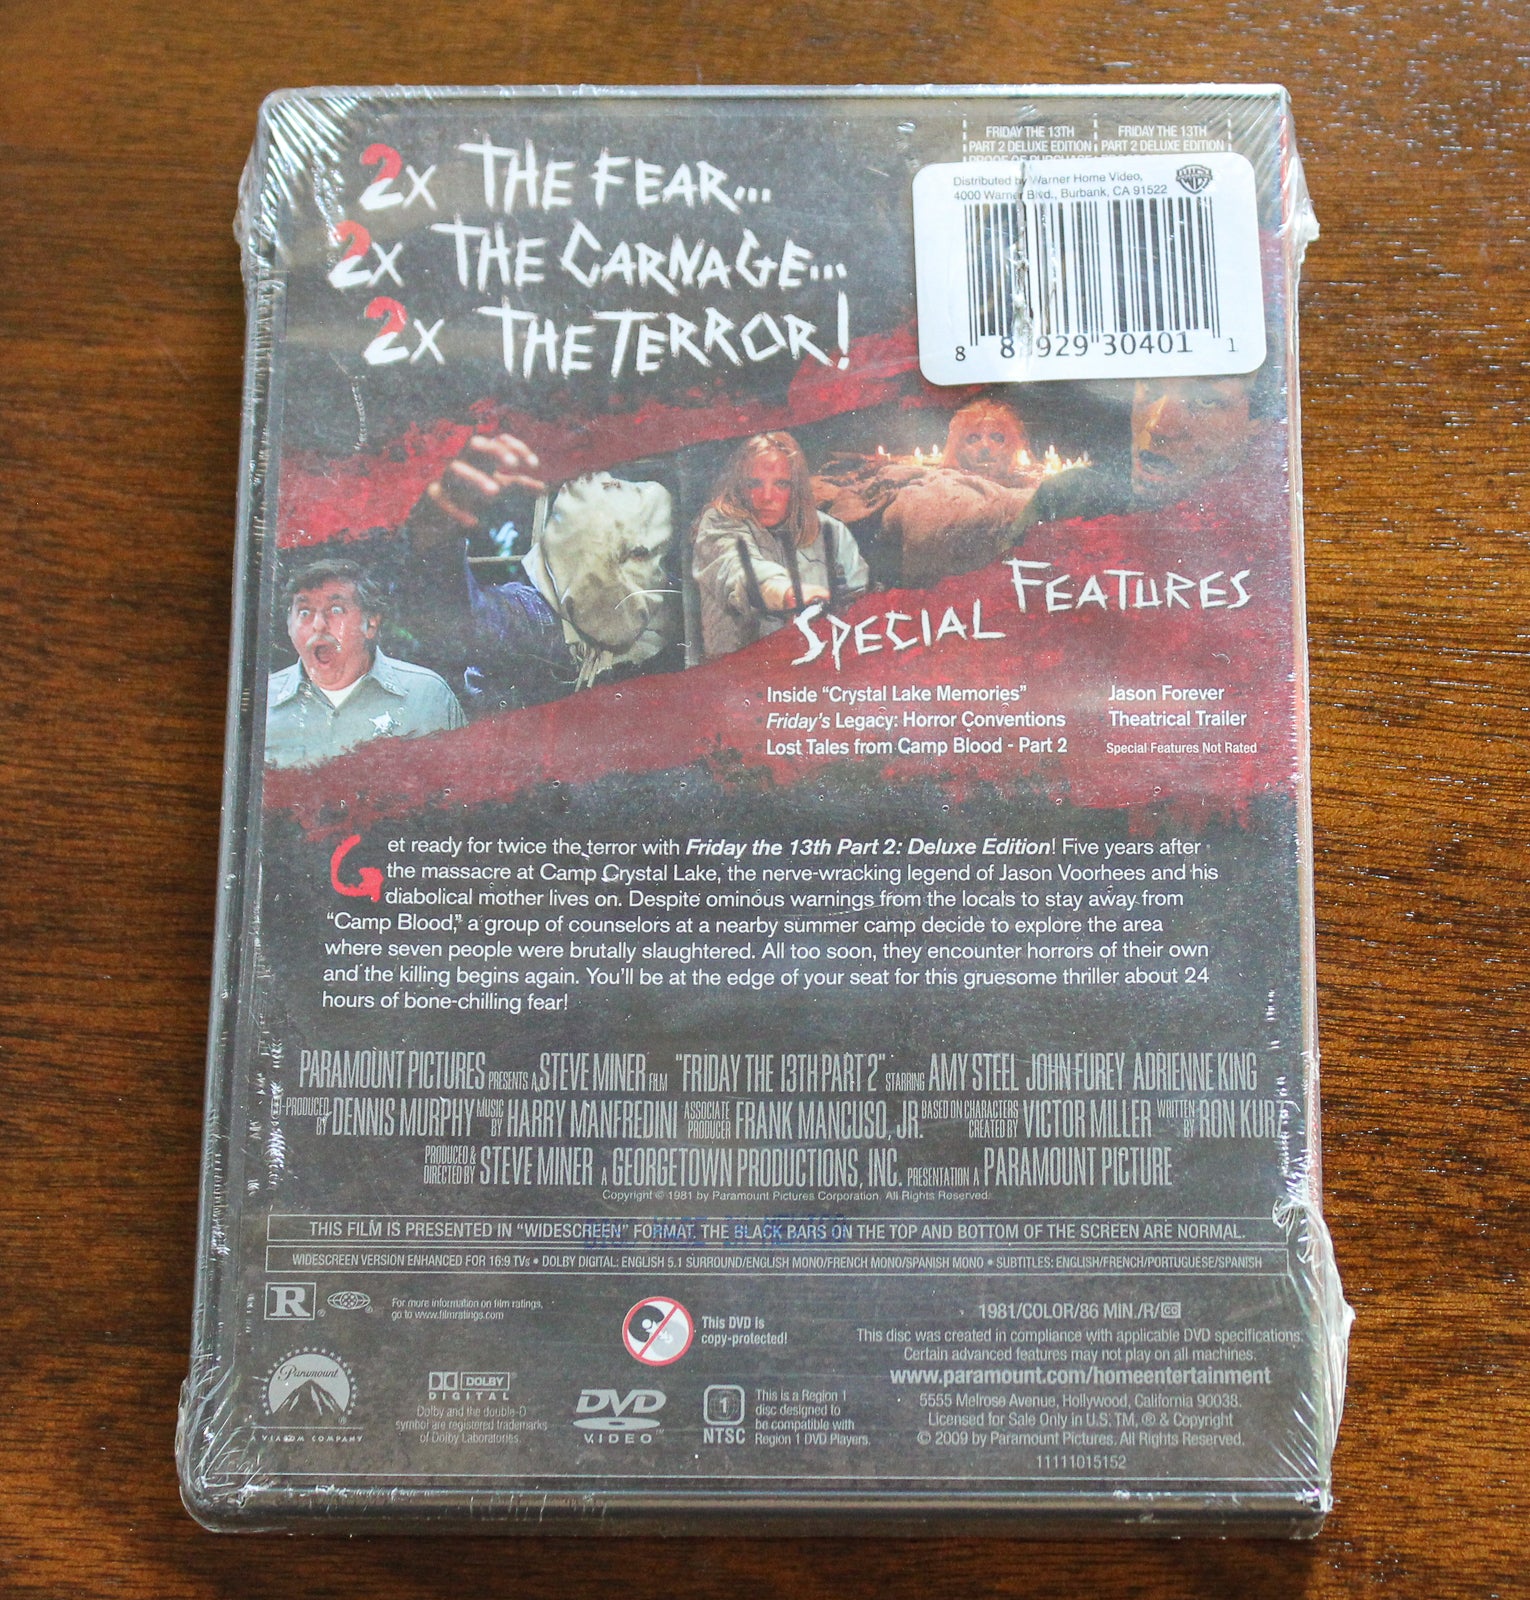 FRIDAY THE 13TH
PART 2 DELUXE EDITION
FRIDAY THE 13TH
PART 2 DELUXE EDITION
2X THE FEAR...
2X THE CARNAGE...
2X THE TERROR!
Distributed by Warner Home Video,
4000 Warner Blvd., Burbank, CA 91522
8 8 929 30401 1
SPECIAL FEATURES
Inside “Crystal Lake Memories”
Friday's Legacy: Horror Conventions
Lost Tales from Camp Blood - Part 2
Jason Forever
Theatrical Trailer
Special Features Not Rated
Get ready for twice the terror with Friday the 13th Part 2: Deluxe Edition! Five years after
the massacre at Camp Crystal Lake, the nerve-wracking legend of Jason Voorhees and his
diabolical mother lives on. Despite ominous warnings from the locals to stay away from
“Camp Blood,” a group of counselors at a nearby summer camp decide to explore the area
where seven people were brutally slaughtered. All too soon, they encounter horrors of their own
and the killing begins again. You'll be at the edge of your seat for this gruesome thriller about 24
hours of bone-chilling fear!
PARAMOUNT PICTURES PRESENTS A STEVE MINER FILM "FRIDAY THE 13TH PART 2" STARRING AMY STEEL JOHN FUREY ADRIENNE KING
CO-PRODUCED BY DENNIS MURPHY MUSIC BY HARRY MANFREDINI ASSOCIATE PRODUCER FRANK MANCUSO, JR. BASED ON CHARACTERS CREATED BY VICTOR MILLER WRITTEN BY RON KURZ
PRODUCED & DIRECTED BY STEVE MINER A GEORGETOWN PRODUCTIONS, INC. PRESENTATION A PARAMOUNT PICTURE
Copyright © 1981 by Paramount Pictures Corporation. All Rights Reserved.
THIS FILM IS PRESENTED IN “WIDESCREEN” FORMAT. THE BLACK BARS ON THE TOP AND BOTTOM OF THE SCREEN ARE NORMAL.
WIDESCREEN VERSION ENHANCED FOR 16:9 TVs • DOLBY DIGITAL: ENGLISH 5.1 SURROUND/ENGLISH MONO/FRENCH MONO/SPANISH MONO • SUBTITLES: ENGLISH/FRENCH/PORTUGUESE/SPANISH
R
For more information on film ratings,
go to www.filmratings.com
This DVD is
copy-protected!
1981/COLOR/86 MIN./R/CC
This disc was created in compliance with applicable DVD specifications.
Certain advanced features may not play on all machines.
www.paramount.com/homeentertainment
5555 Melrose Avenue, Hollywood, California 90038.
Licensed for Sale Only in U.S. TM, ® & Copyright
© 2009 by Paramount Pictures. All Rights Reserved.
11111015152
Paramount
A VIACOM COMPANY
DOLBY
DIGITAL
Dolby and the double-D
symbol are registered trademarks
of Dolby Laboratories.
DVD
VIDEO
1
NTSC
This is a Region 1
disc designed to
be compatible with
Region 1 DVD Players.